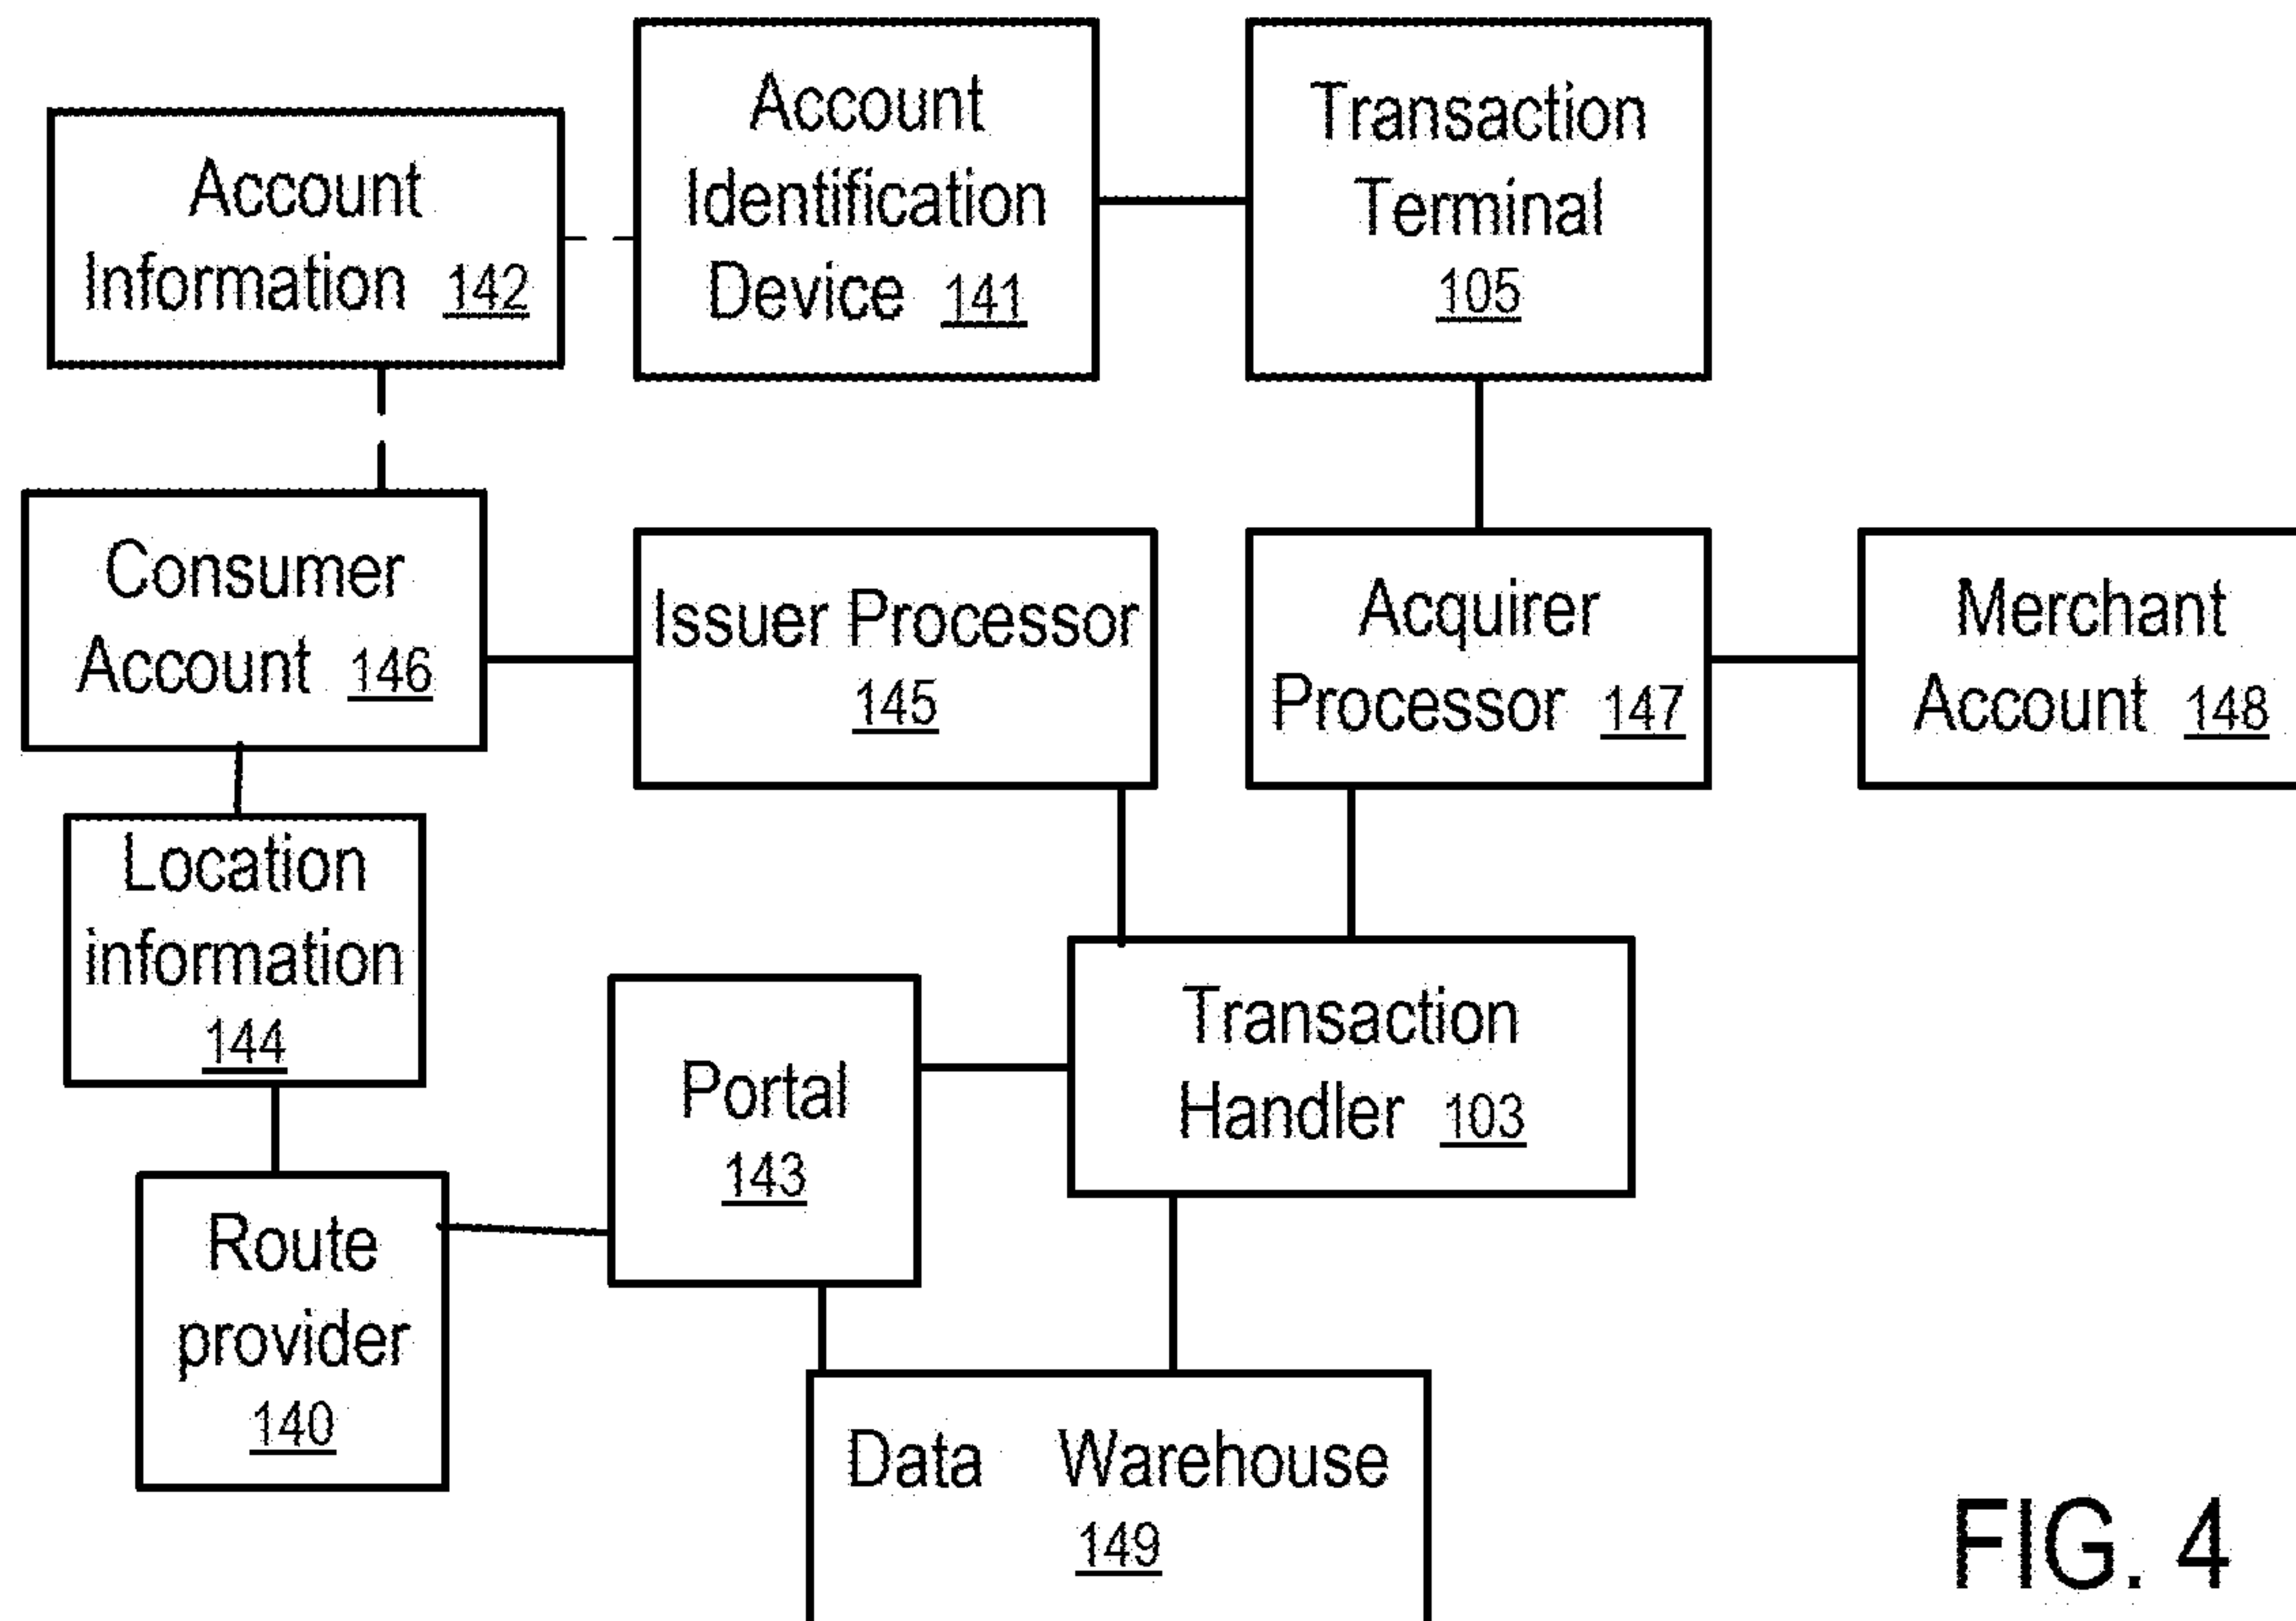 Account
Information 142
Account
Identification
Device 141
Transaction
Terminal
105
Consumer
Account 146
Issuer Processor
145
Acquirer
Processor 147
Merchant
Account 148
Location
information
144
Portal
143
Transaction
Handler 103
Route
provider
140
Data Warehouse
149
FIG. 4